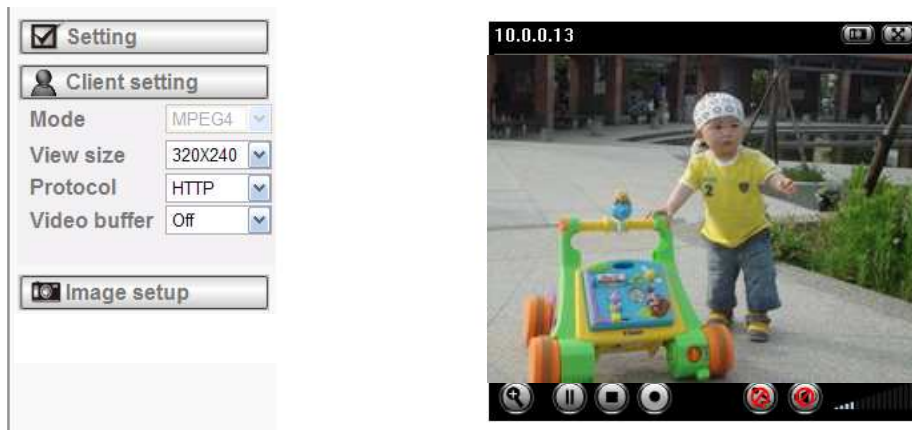 Setting
Client setting
Mode MPEG4
View size 320X240
Protocol HTTP
Video buffer Off
Image setup
10.0.0.13
2